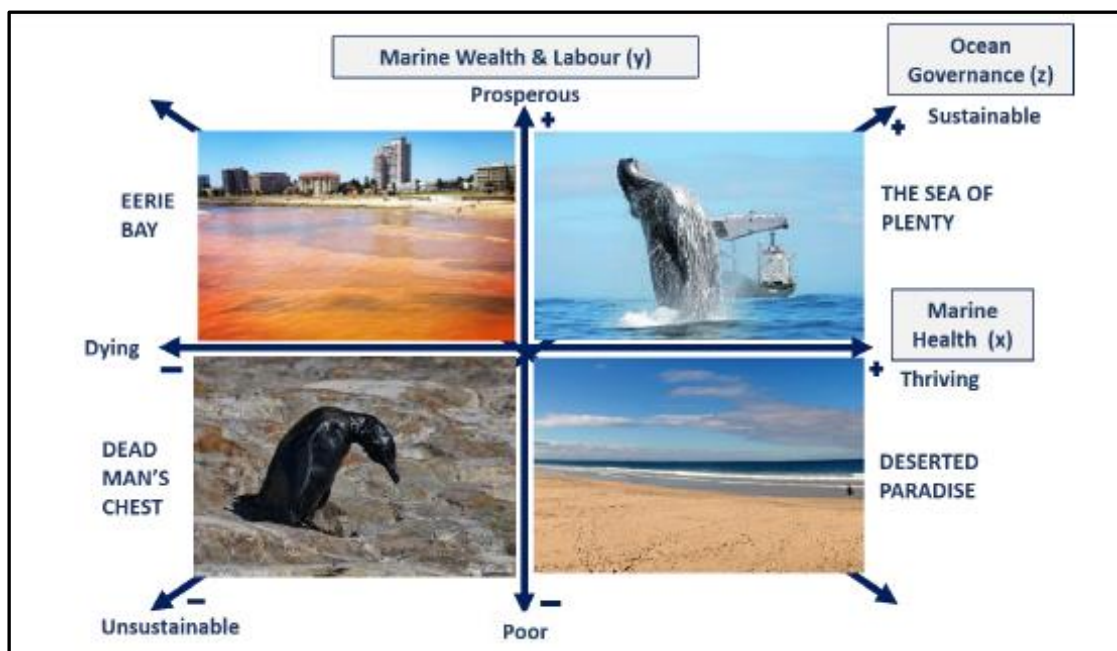 Marine Wealth & Labour (y)
Prosperous
+
Ocean
Governance (z)
+
Sustainable
EERIE
BAY
THE SEA OF
PLENTY
Dying
–
Marine
Health (x)
+
Thriving
DEAD
MAN'S
CHEST
DESERTED
PARADISE
–
Unsustainable
–
Poor